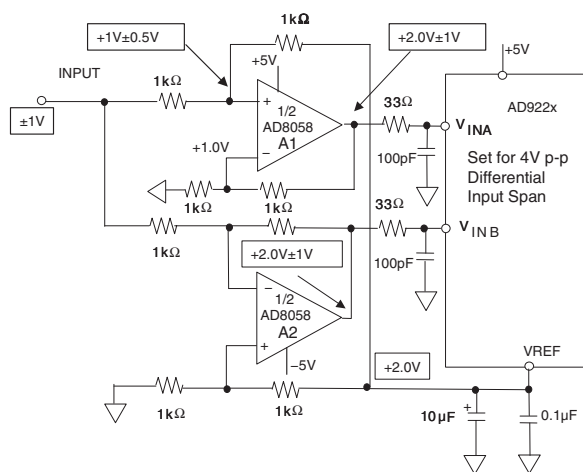 1kΩ
+1V±0.5V
+2.0V±1V
+5V
INPUT
+5V
1kΩ
33Ω
AD922x
+
1/2
AD8058
A1
VINA
±1V
+1.0V
−
100pF
Set for 4V p-p
Differential
Input Span
1kΩ
1kΩ
33Ω
VINB
1kΩ
1kΩ
+2.0V±1V
100pF
−
1/2
AD8058
A2
+
−5V
+2.0V
VREF
1kΩ
1kΩ
10µF
+
0.1µF